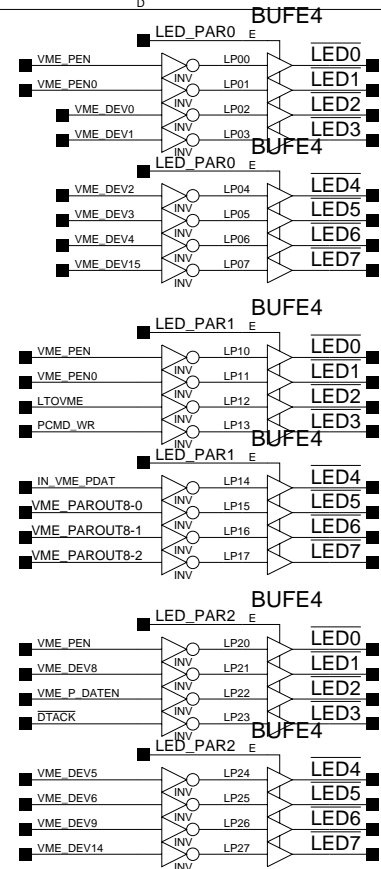 D
BUFE4
LED_PAR0 E
VME_PEN LP00 LED0
VME_PEN0 LP01 LED1
VME_DEV0 LP02 LED2
VME_DEV1 LP03 LED3
INV INV INV INV
BUFE4
LED_PAR0 E
VME_DEV2 LP04 LED4
VME_DEV3 LP05 LED5
VME_DEV4 LP06 LED6
VME_DEV15 LP07 LED7
INV INV INV INV
BUFE4
LED_PAR1 E
VME_PEN LP10 LED0
VME_PEN0 LP11 LED1
LTOVME LP12 LED2
PCMD_WR LP13 LED3
INV INV INV INV
BUFE4
LED_PAR1 E
IN_VME_PDAT LP14 LED4
VME_PAROUT8-0 LP15 LED5
VME_PAROUT8-1 LP16 LED6
VME_PAROUT8-2 LP17 LED7
INV INV INV INV
BUFE4
LED_PAR2 E
VME_PEN LP20 LED0
VME_DEV8 LP21 LED1
VME_P_DATEN LP22 LED2
DTACK LP23 LED3
INV INV INV INV
BUFE4
LED_PAR2 E
VME_DEV5 LP24 LED4
VME_DEV6 LP25 LED5
VME_DEV9 LP26 LED6
VME_DEV14 LP27 LED7
INV INV INV INV